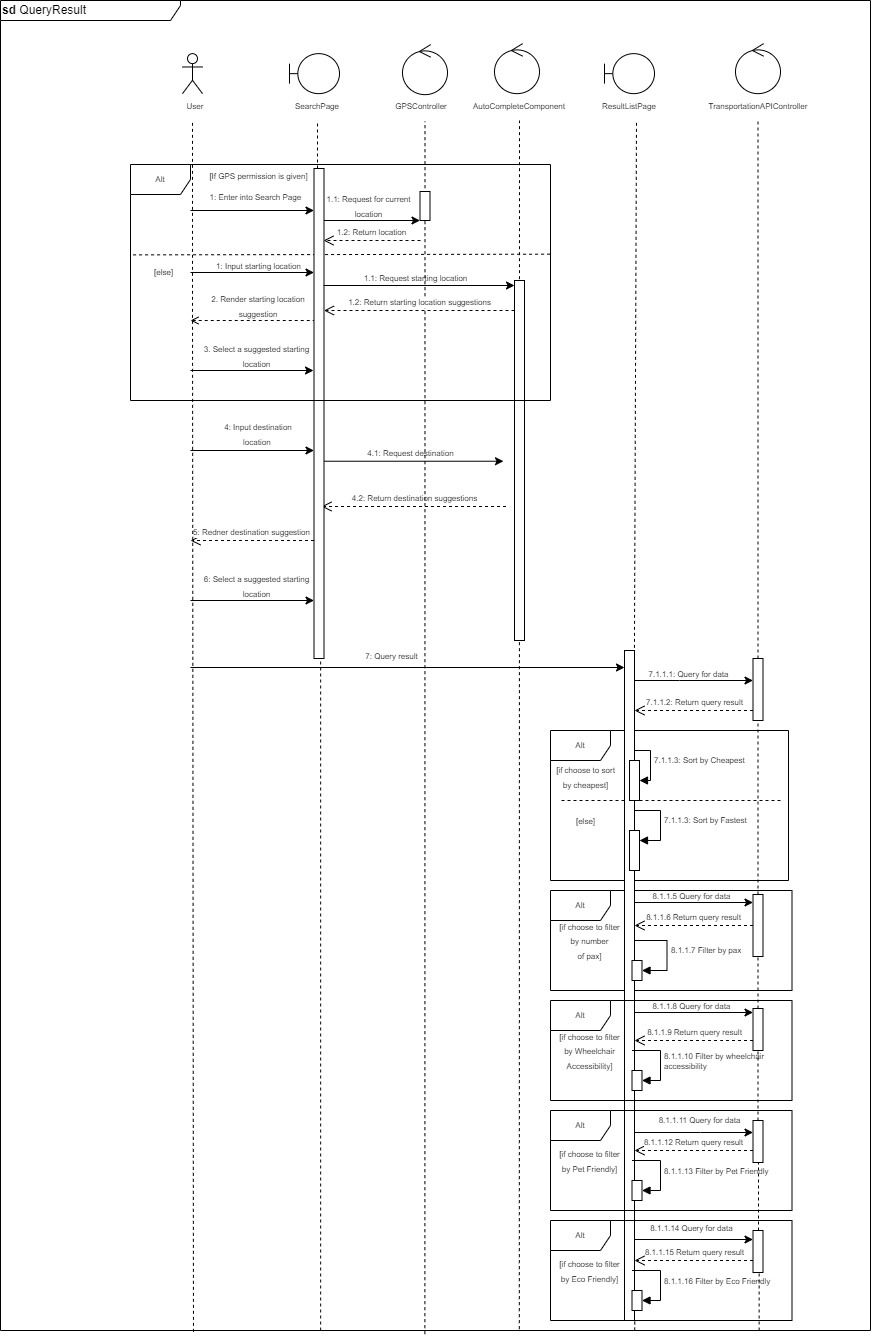 sd QueryResult
User
SearchPage
GPSController
AutoCompleteComponent
ResultListPage
TransportationAPIController
Alt
[If GPS permission is given]
1: Enter into Search Page
1.1: Request for current
location
1.2: Return location
[else]
1: Input starting location
1.1: Request starting location
2. Render starting location
suggestion
1.2: Return starting location suggestions
3. Select a suggested starting
location
4: Input destination
location
4.1: Request destination
4.2: Return destination suggestions
5: Redner destination suggestion
6: Select a suggested starting
location
7: Query result
7.1.1.1: Query for data
7.1.1.2: Return query result
Alt
[if choose to sort
by cheapest]
7.1.1.3: Sort by Cheapest
[else]
7.1.1.3: Sort by Fastest
Alt
8.1.1.5 Query for data
8.1.1.6 Return query result
[if choose to filter
by number
of pax]
8.1.1.7 Filter by pax
Alt
8.1.1.8 Query for data
8.1.1.9 Return query result
[if choose to filter
by Wheelchair
Accessibility]
8.1.1.10 Filter by wheelchair
accessibility
Alt
8.1.1.11 Query for data
8.1.1.12 Return query result
[if choose to filter
by Pet Friendly]
8.1.1.13 Filter by Pet Friendly
Alt
8.1.1.14 Query for data
8.1.1.15 Return query result
[if choose to filter
by Eco Friendly]
8.1.1.16 Filter by Eco Friendly